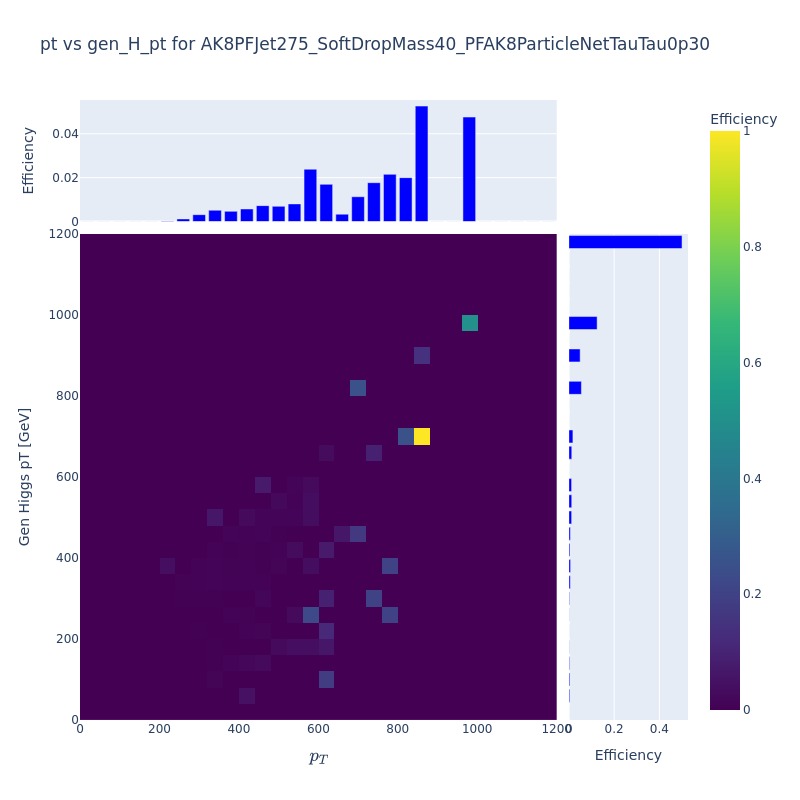 pt vs gen_H_pt for AK8PFJet275_SoftDropMass40_PFAK8ParticleNetTauTau0p30
Efficiency
0.04
0.02
0
Efficiency
1
0.8
0.6
0.4
0.2
0
Gen Higgs pT [GeV]
1200
1000
800
600
400
200
0
0 200 400 600 800 1000 1200
p_T
0 0.2 0.4
Efficiency